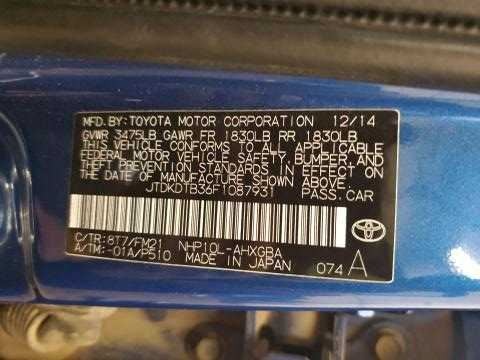 MFD. BY: TOYOTA MOTOR CORPORATION 12/14
GVWR 3475LB GAWR FR 1830LB RR 1830LB
THIS VEHICLE CONFORMS TO ALL APPLICABLE
FEDERAL MOTOR VEHICLE SAFETY, BUMPER, AND
THEFT PREVENTION STANDARDS IN EFFECT ON
THE DATE OF MANUFACTURE SHOWN ABOVE.
JTDKDTB36F1087931 PASS. CAR
C/TR: 8T7/FM21 NHP10L-AHXGBA
A/TM: -01A/P510 MADE IN JAPAN 074 A
TOYOTA